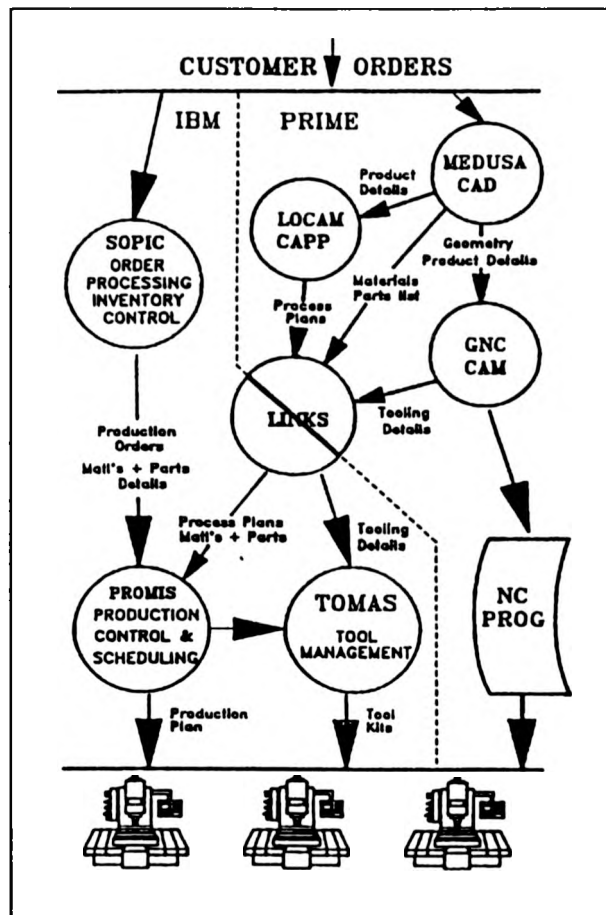 CUSTOMER ORDERS
IBM
PRIME
MEDUSA
CAD
Product
Details
LOCAM
CAPP
SOPIC
ORDER
PROCESSING
INVENTORY
CONTROL
Geometry
Product Details
Materials
Parts list
Process
Plans
GNC
CAM
LINKS
Tooling
Details
Production
Orders
Matl's + Parts
Details
Process Plans
Matl's + Parts
Tooling
Details
PROMIS
PRODUCTION
CONTROL &
SCHEDULING
TOMAS
TOOL
MANAGEMENT
NC
PROG
Production
Plan
Tool
Kits